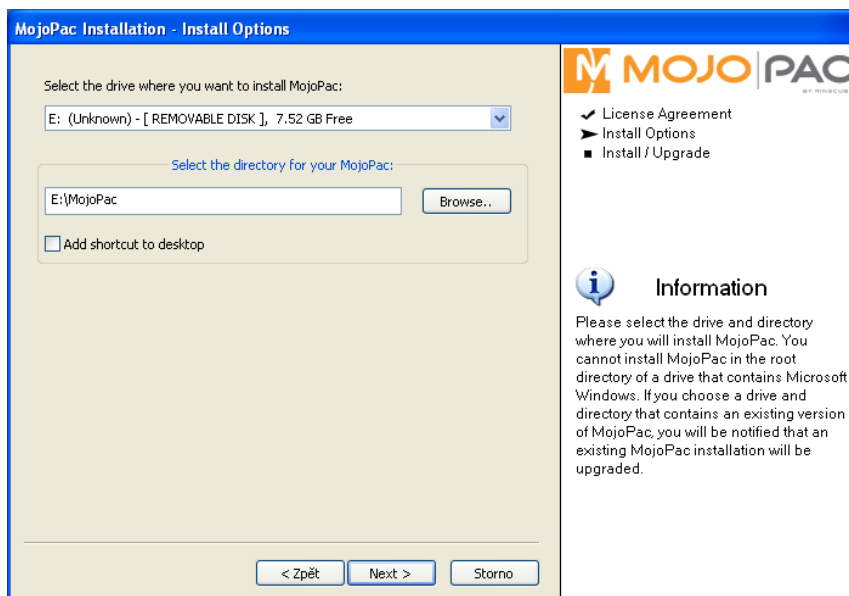 MojoPac Installation - Install Options
Select the drive where you want to install MojoPac:
E: (Unknown) - [ REMOVABLE DISK ], 7.52 GB Free
Select the directory for your MojoPac:
E:\MojoPac
Browse..
Add shortcut to desktop
< Zpět
Next >
Storno
MOJO PAC
License Agreement
Install Options
Install / Upgrade
Information
Please select the drive and directory
where you will install MojoPac. You
cannot install MojoPac in the root
directory of a drive that contains Microsoft
Windows. If you choose a drive and
directory that contains an existing version
of MojoPac, you will be notified that an
existing MojoPac installation will be
upgraded.